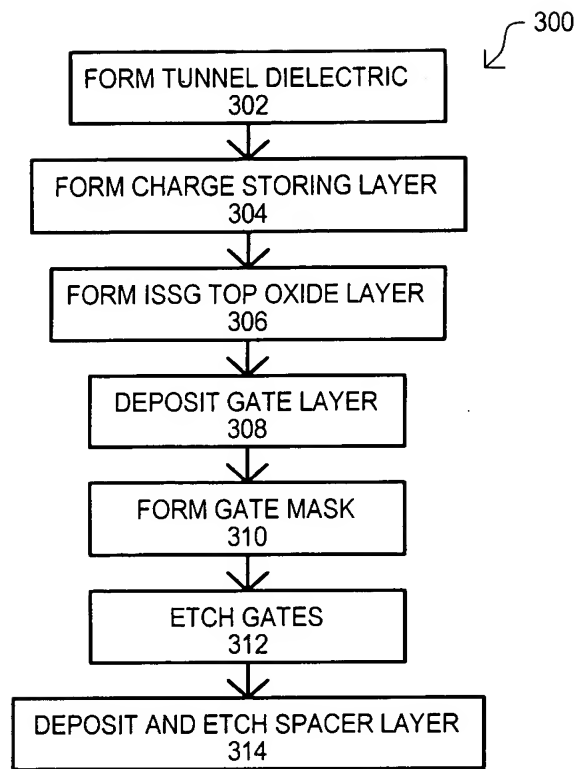 300
FORM TUNNEL DIELECTRIC
302
FORM CHARGE STORING LAYER
304
FORM ISSG TOP OXIDE LAYER
306
DEPOSIT GATE LAYER
308
FORM GATE MASK
310
ETCH GATES
312
DEPOSIT AND ETCH SPACER LAYER
314